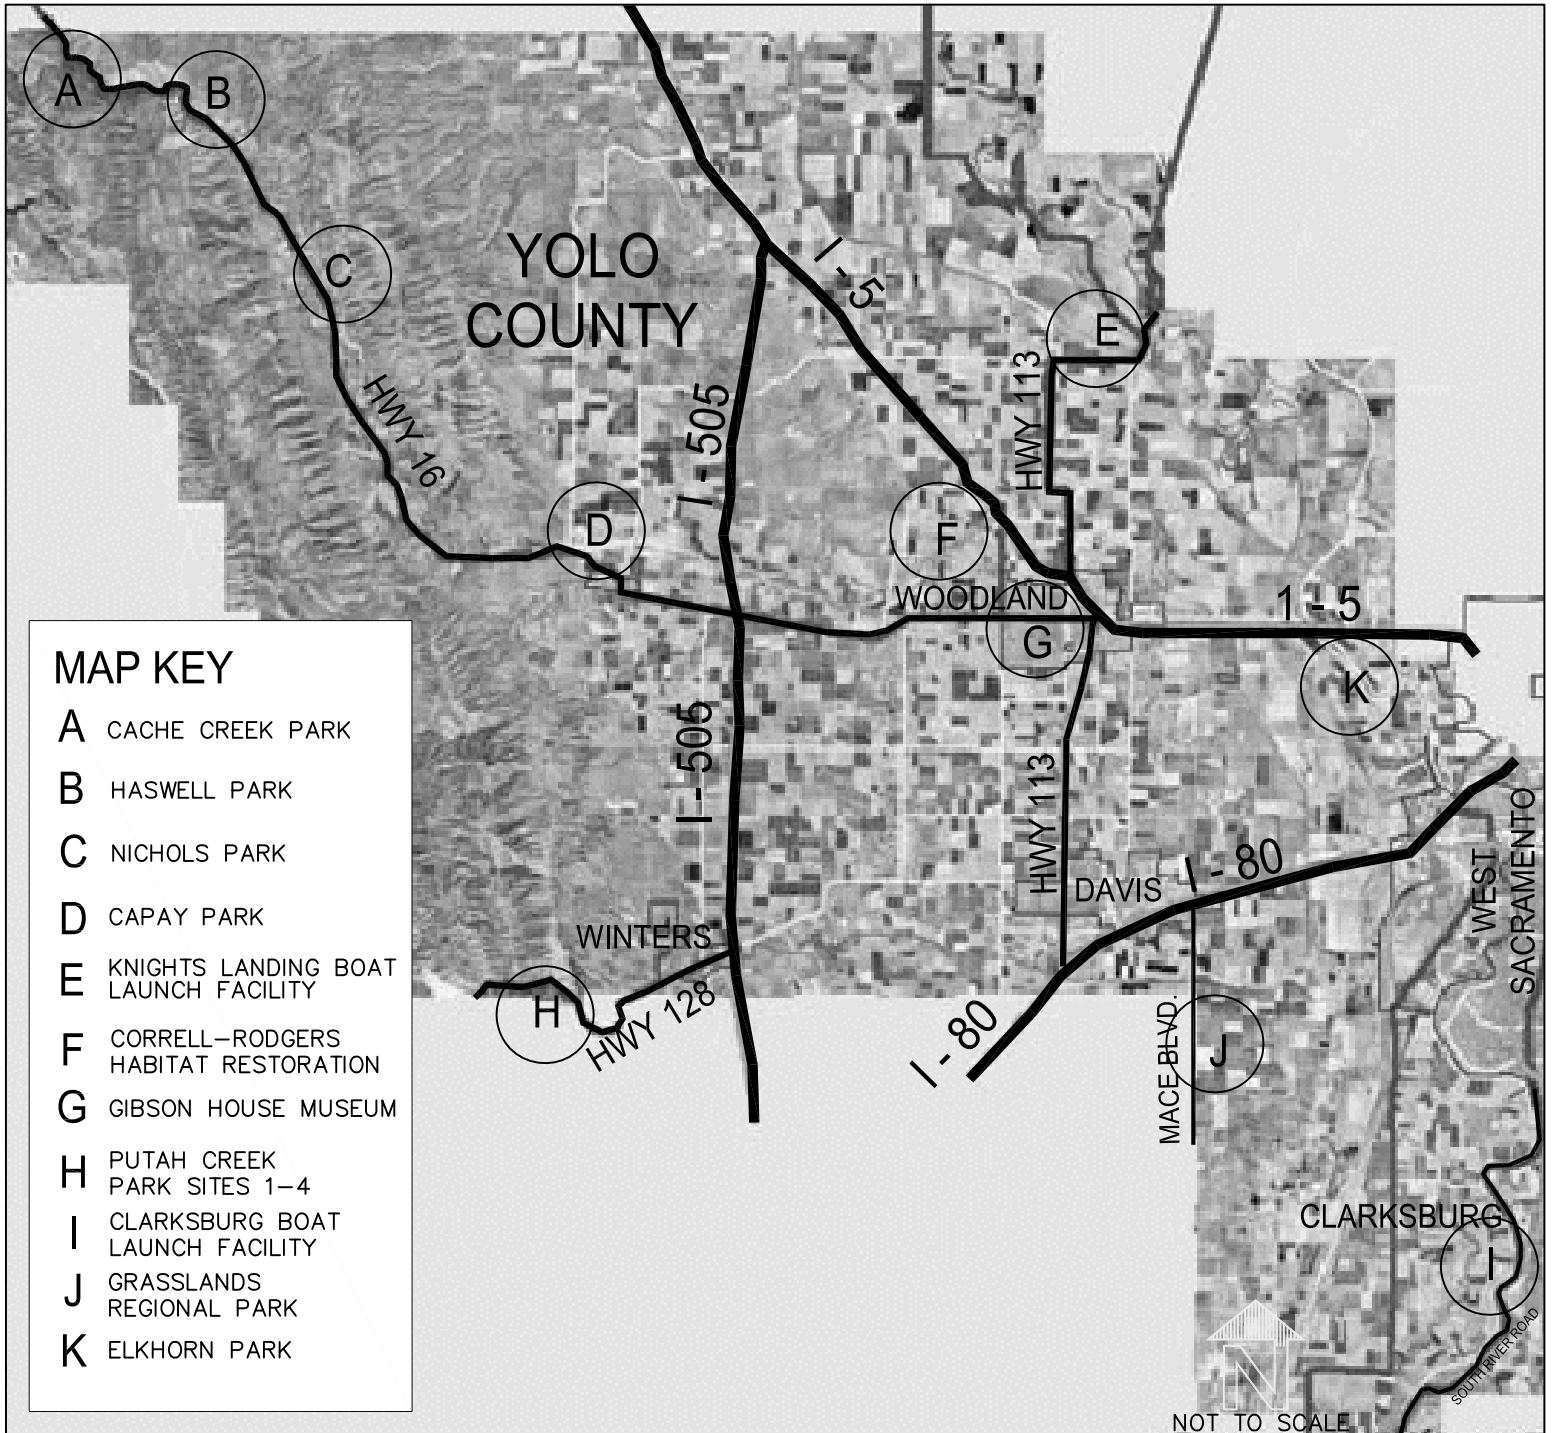 A
B
C
YOLO
COUNTY
I - 5
E
HWY 113
HWY 16
I - 505
D
F
WOODLAND
1 - 5
G
K
I - 505
HWY 113
I - 80
DAVIS
WEST
SACRAMENTO
WINTERS
H
HWY 128
I - 80
MACE BLVD.
J
CLARKSBURG
I
SOUTH RIVER ROAD
N
NOT TO SCALE
MAP KEY
A CACHE CREEK PARK
B HASWELL PARK
C NICHOLS PARK
D CAPAY PARK
E KNIGHTS LANDING BOAT
LAUNCH FACILITY
F CORRELL-RODGERS
HABITAT RESTORATION
G GIBSON HOUSE MUSEUM
H PUTAH CREEK
PARK SITES 1-4
I CLARKSBURG BOAT
LAUNCH FACILITY
J GRASSLANDS
REGIONAL PARK
K ELKHORN PARK